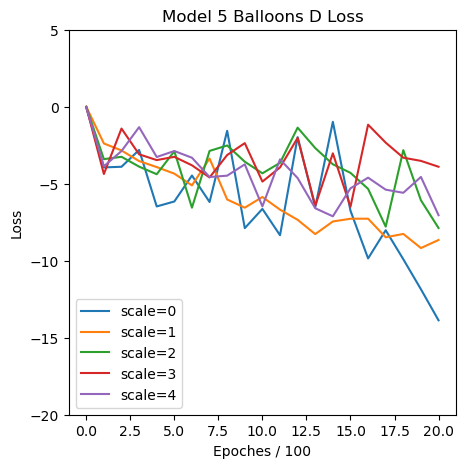 Model 5 Balloons D Loss
5
0
−5
−10
−15
−20
Loss
scale=0
scale=1
scale=2
scale=3
scale=4
0.0 2.5 5.0 7.5 10.0 12.5 15.0 17.5 20.0
Epoches / 100